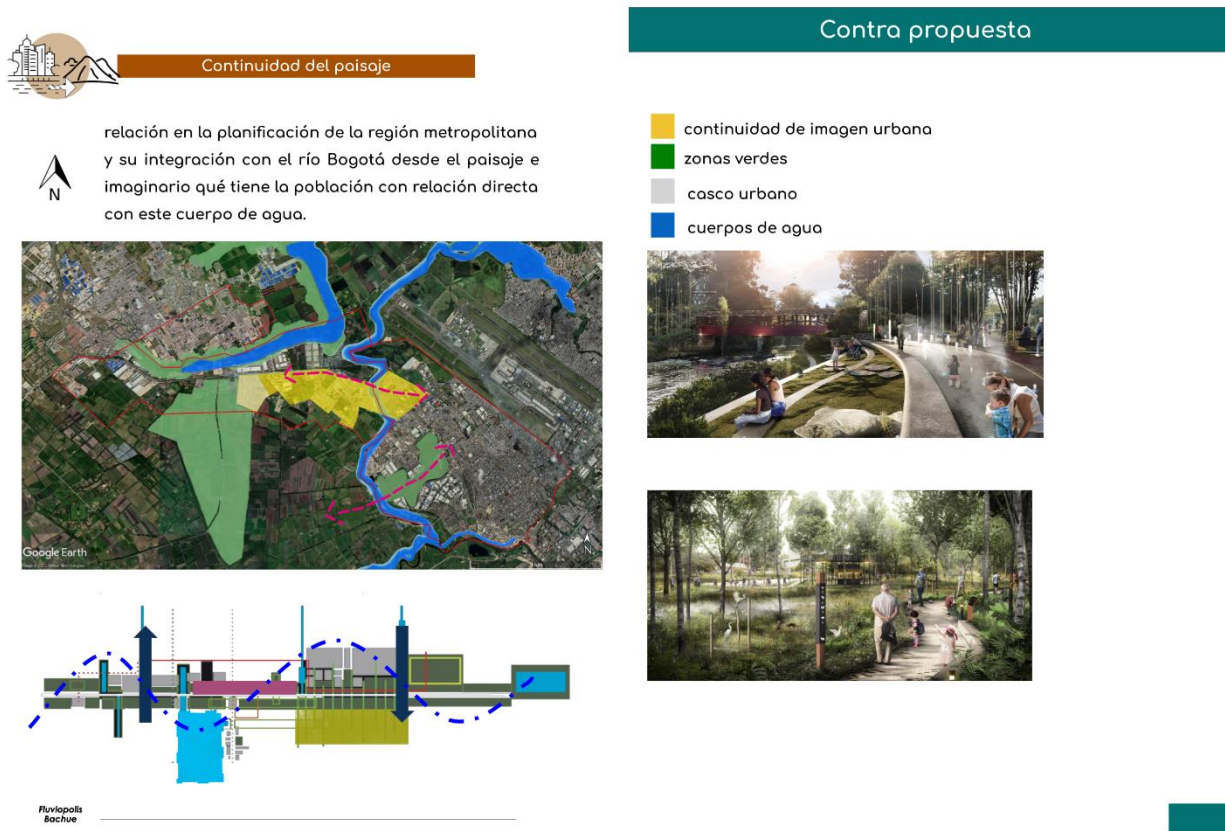 Continuidad del paisaje
relación en la planificación de la región metropolitana
y su integración con el río Bogotá desde el paisaje e
imaginario qué tiene la población con relación directa
con este cuerpo de agua.
N
Google Earth
N
Fluviopolis
Bachue
Contra propuesta
continuidad de imagen urbana
zonas verdes
casco urbano
cuerpos de agua